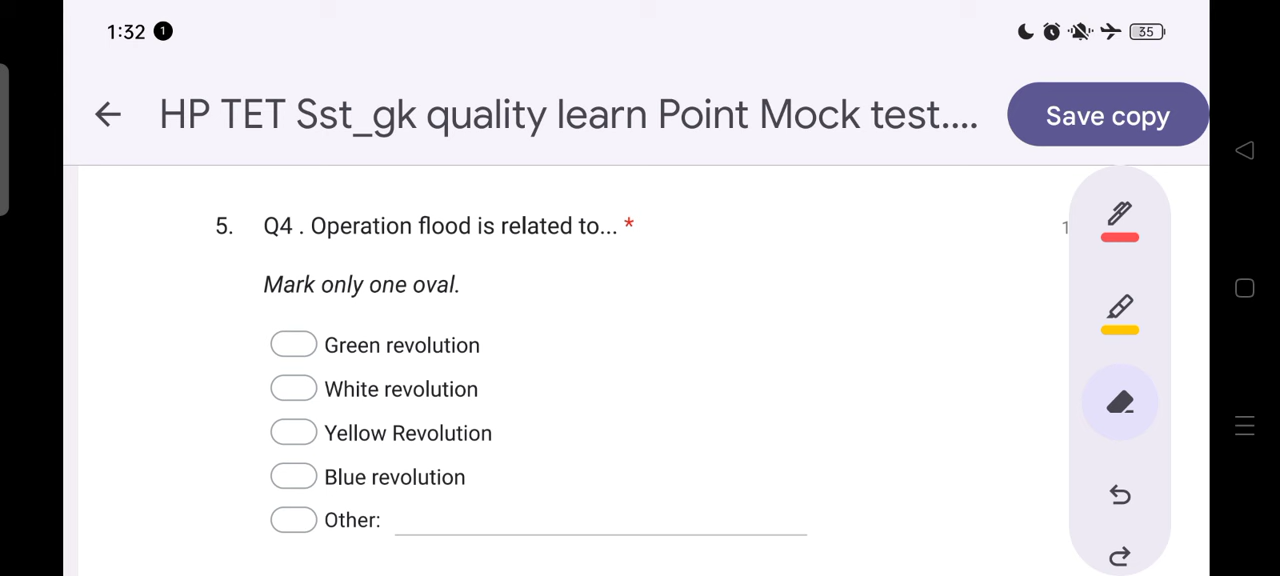 1:32 1
35
HP TET Sst_gk quality learn Point Mock test....
Save copy
5. Q4 . Operation flood is related to... * 1
Mark only one oval.
Green revolution
White revolution
Yellow Revolution
Blue revolution
Other: